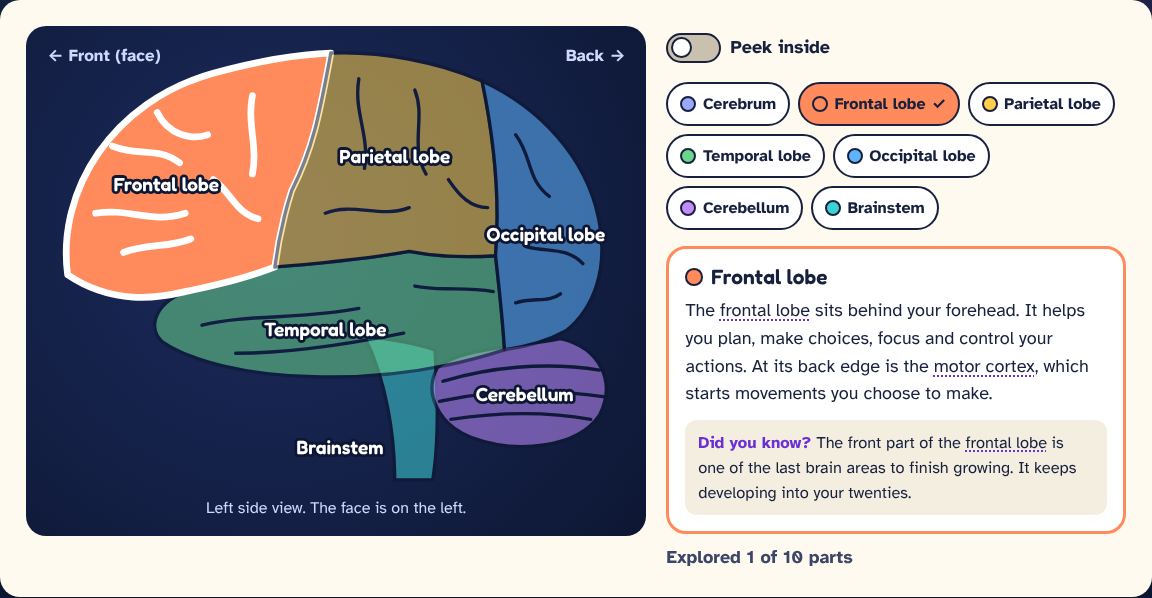 ← Front (face)
Back →
Frontal lobe
Parietal lobe
Occipital lobe
Temporal lobe
Cerebellum
Brainstem
Left side view. The face is on the left.
Peek inside
Cerebrum
Frontal lobe ✓
Parietal lobe
Temporal lobe
Occipital lobe
Cerebellum
Brainstem
Frontal lobe
The frontal lobe sits behind your forehead. It helps
you plan, make choices, focus and control your
actions. At its back edge is the motor cortex, which
starts movements you choose to make.
Did you know? The front part of the frontal lobe is
one of the last brain areas to finish growing. It keeps
developing into your twenties.
Explored 1 of 10 parts